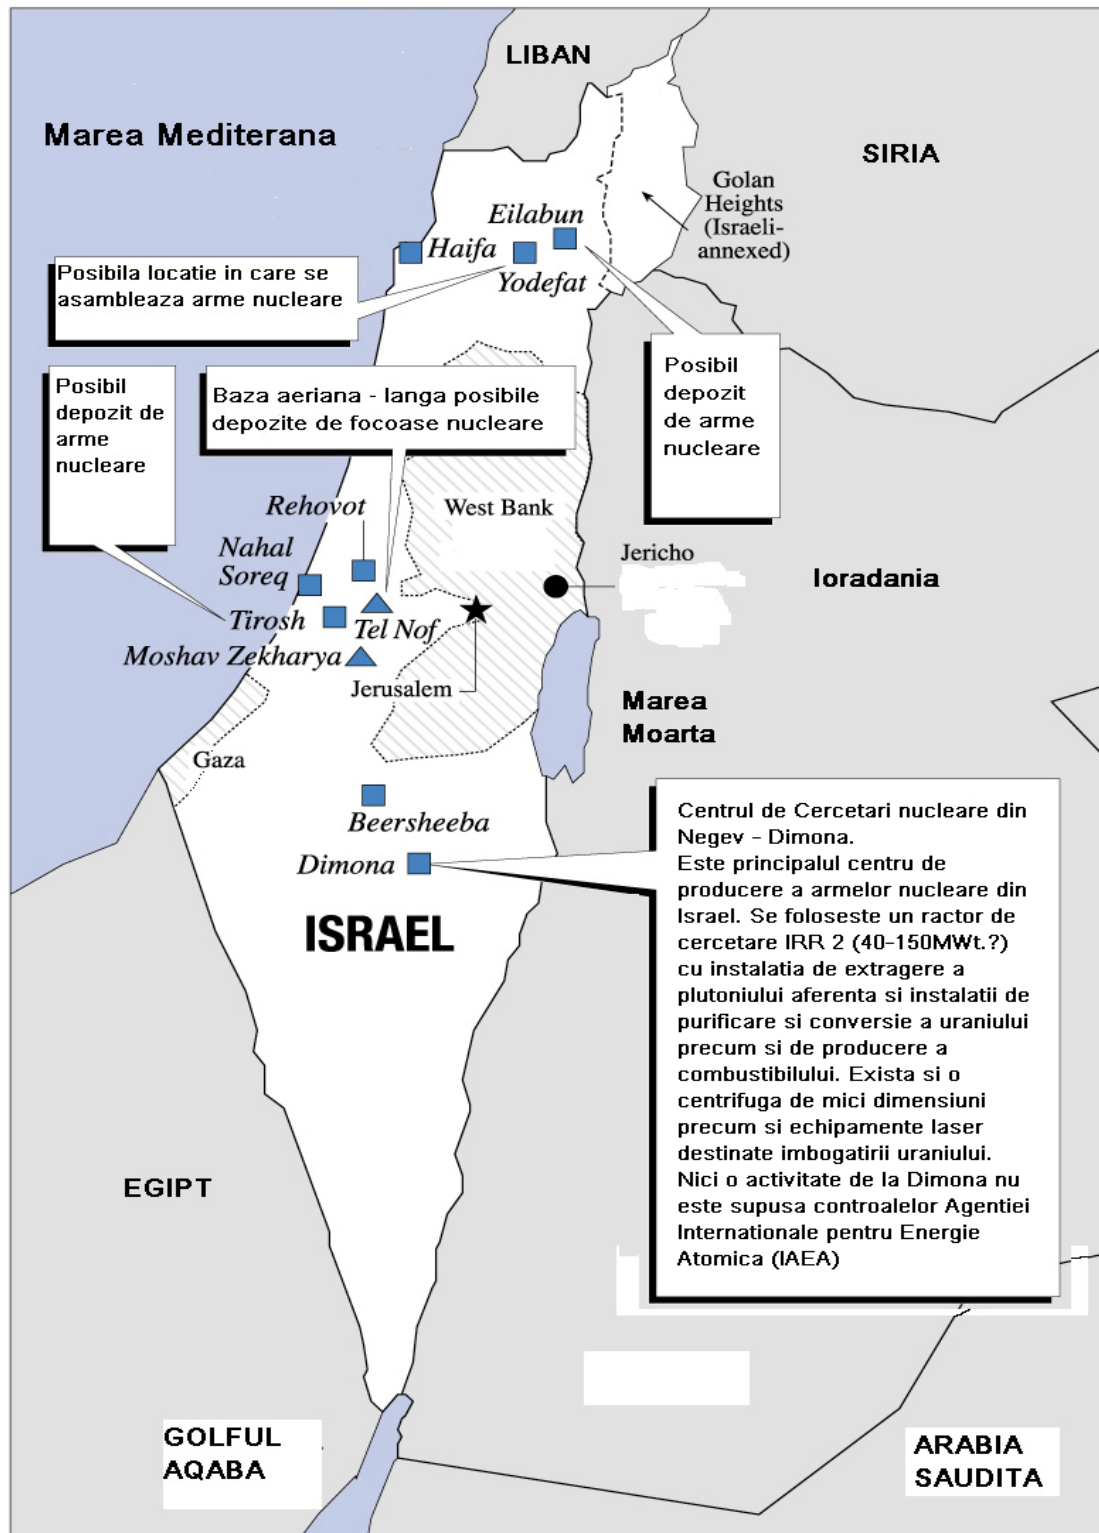 LIBAN
Marea Mediterana
SIRIA
Golan
Heights
(Israeli-
annexed)
Eilabun
Haifa
Yodefat
Posibila locatie in care se
asambleaza arme nucleare
Posibil
depozit de
arme
nucleare
Baza aeriana - langa posibile
depozite de focoase nucleare
Posibil
depozit
de arme
nucleare
Rehovot
West Bank
Nahal
Soreq
Jericho
Ioradania
Tirosh
Tel Nof
Moshav Zekharya
Jerusalem
Marea
Moarta
Gaza
Beersheeba
Dimona
ISRAEL
Centrul de Cercetari nucleare din
Negev - Dimona.
Este principalul centru de
producere a armelor nucleare din
Israel. Se foloseste un ractor de
cercetare IRR 2 (40-150MWt.?)
cu instalatia de extragere a
plutoniului aferenta si instalatii de
purificare si conversie a uraniului
precum si de producere a
combustibilului. Exista si o
centrifuga de mici dimensiuni
precum si echipamente laser
destinate imbogatirii uraniului.
Nici o activitate de la Dimona nu
este supusa controalelor Agentiei
Internationale pentru Energie
Atomica (IAEA)
EGIPT
GOLFUL
AQABA
ARABIA
SAUDITA